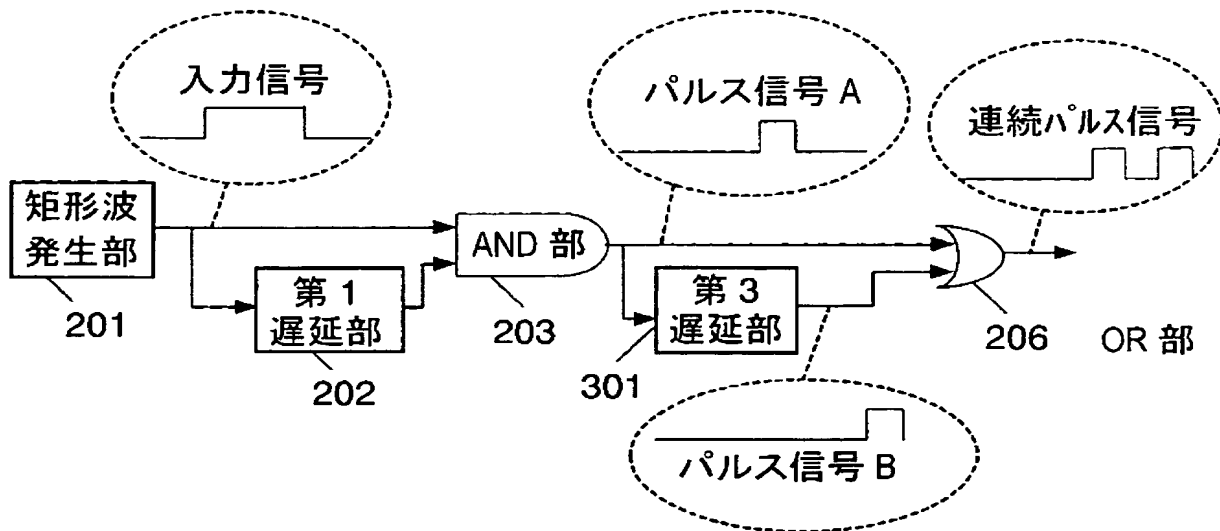 入力信号
パルス信号 A
連続パルス信号
矩形波
発生部
201
第 1
遅延部
202
AND 部
203
第 3
遅延部
301
206
OR 部
パルス信号 B